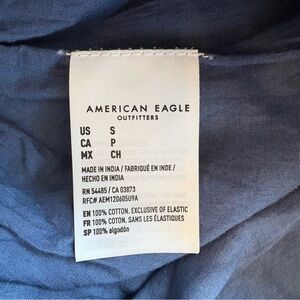 AMERICAN EAGLE
OUTFITTERS
US S
CA P
MX CH
MADE IN INDIA / FABRIQUÉ EN INDE /
HECHO EN INDIA
RN 54485 / CA 03873
RFC# AEM120605U9A
EN 100% COTTON, EXCLUSIVE OF ELASTIC
FR 100% COTON, SANS LES ÉLASTIQUES
SP 100% algodón